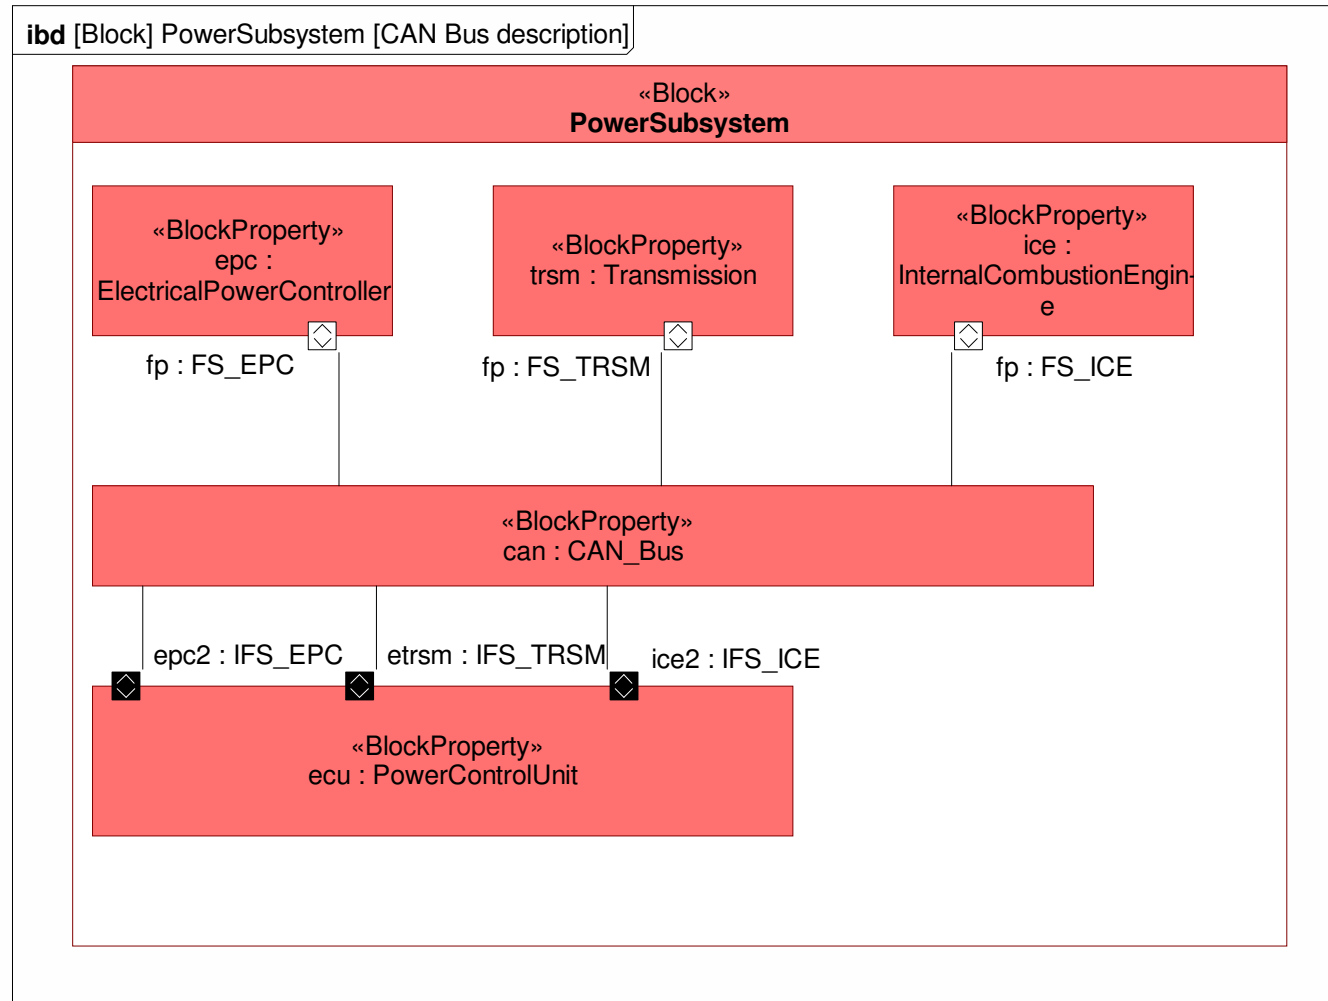 ibd [Block] PowerSubsystem [CAN Bus description]
«Block»
PowerSubsystem
«BlockProperty»
epc :
ElectricalPowerController
«BlockProperty»
trsm : Transmission
«BlockProperty»
ice :
InternalCombustionEngin-
e
fp : FS_EPC
fp : FS_TRSM
fp : FS_ICE
«BlockProperty»
can : CAN_Bus
epc2 : IFS_EPC
etrsm : IFS_TRSM
ice2 : IFS_ICE
«BlockProperty»
ecu : PowerControlUnit